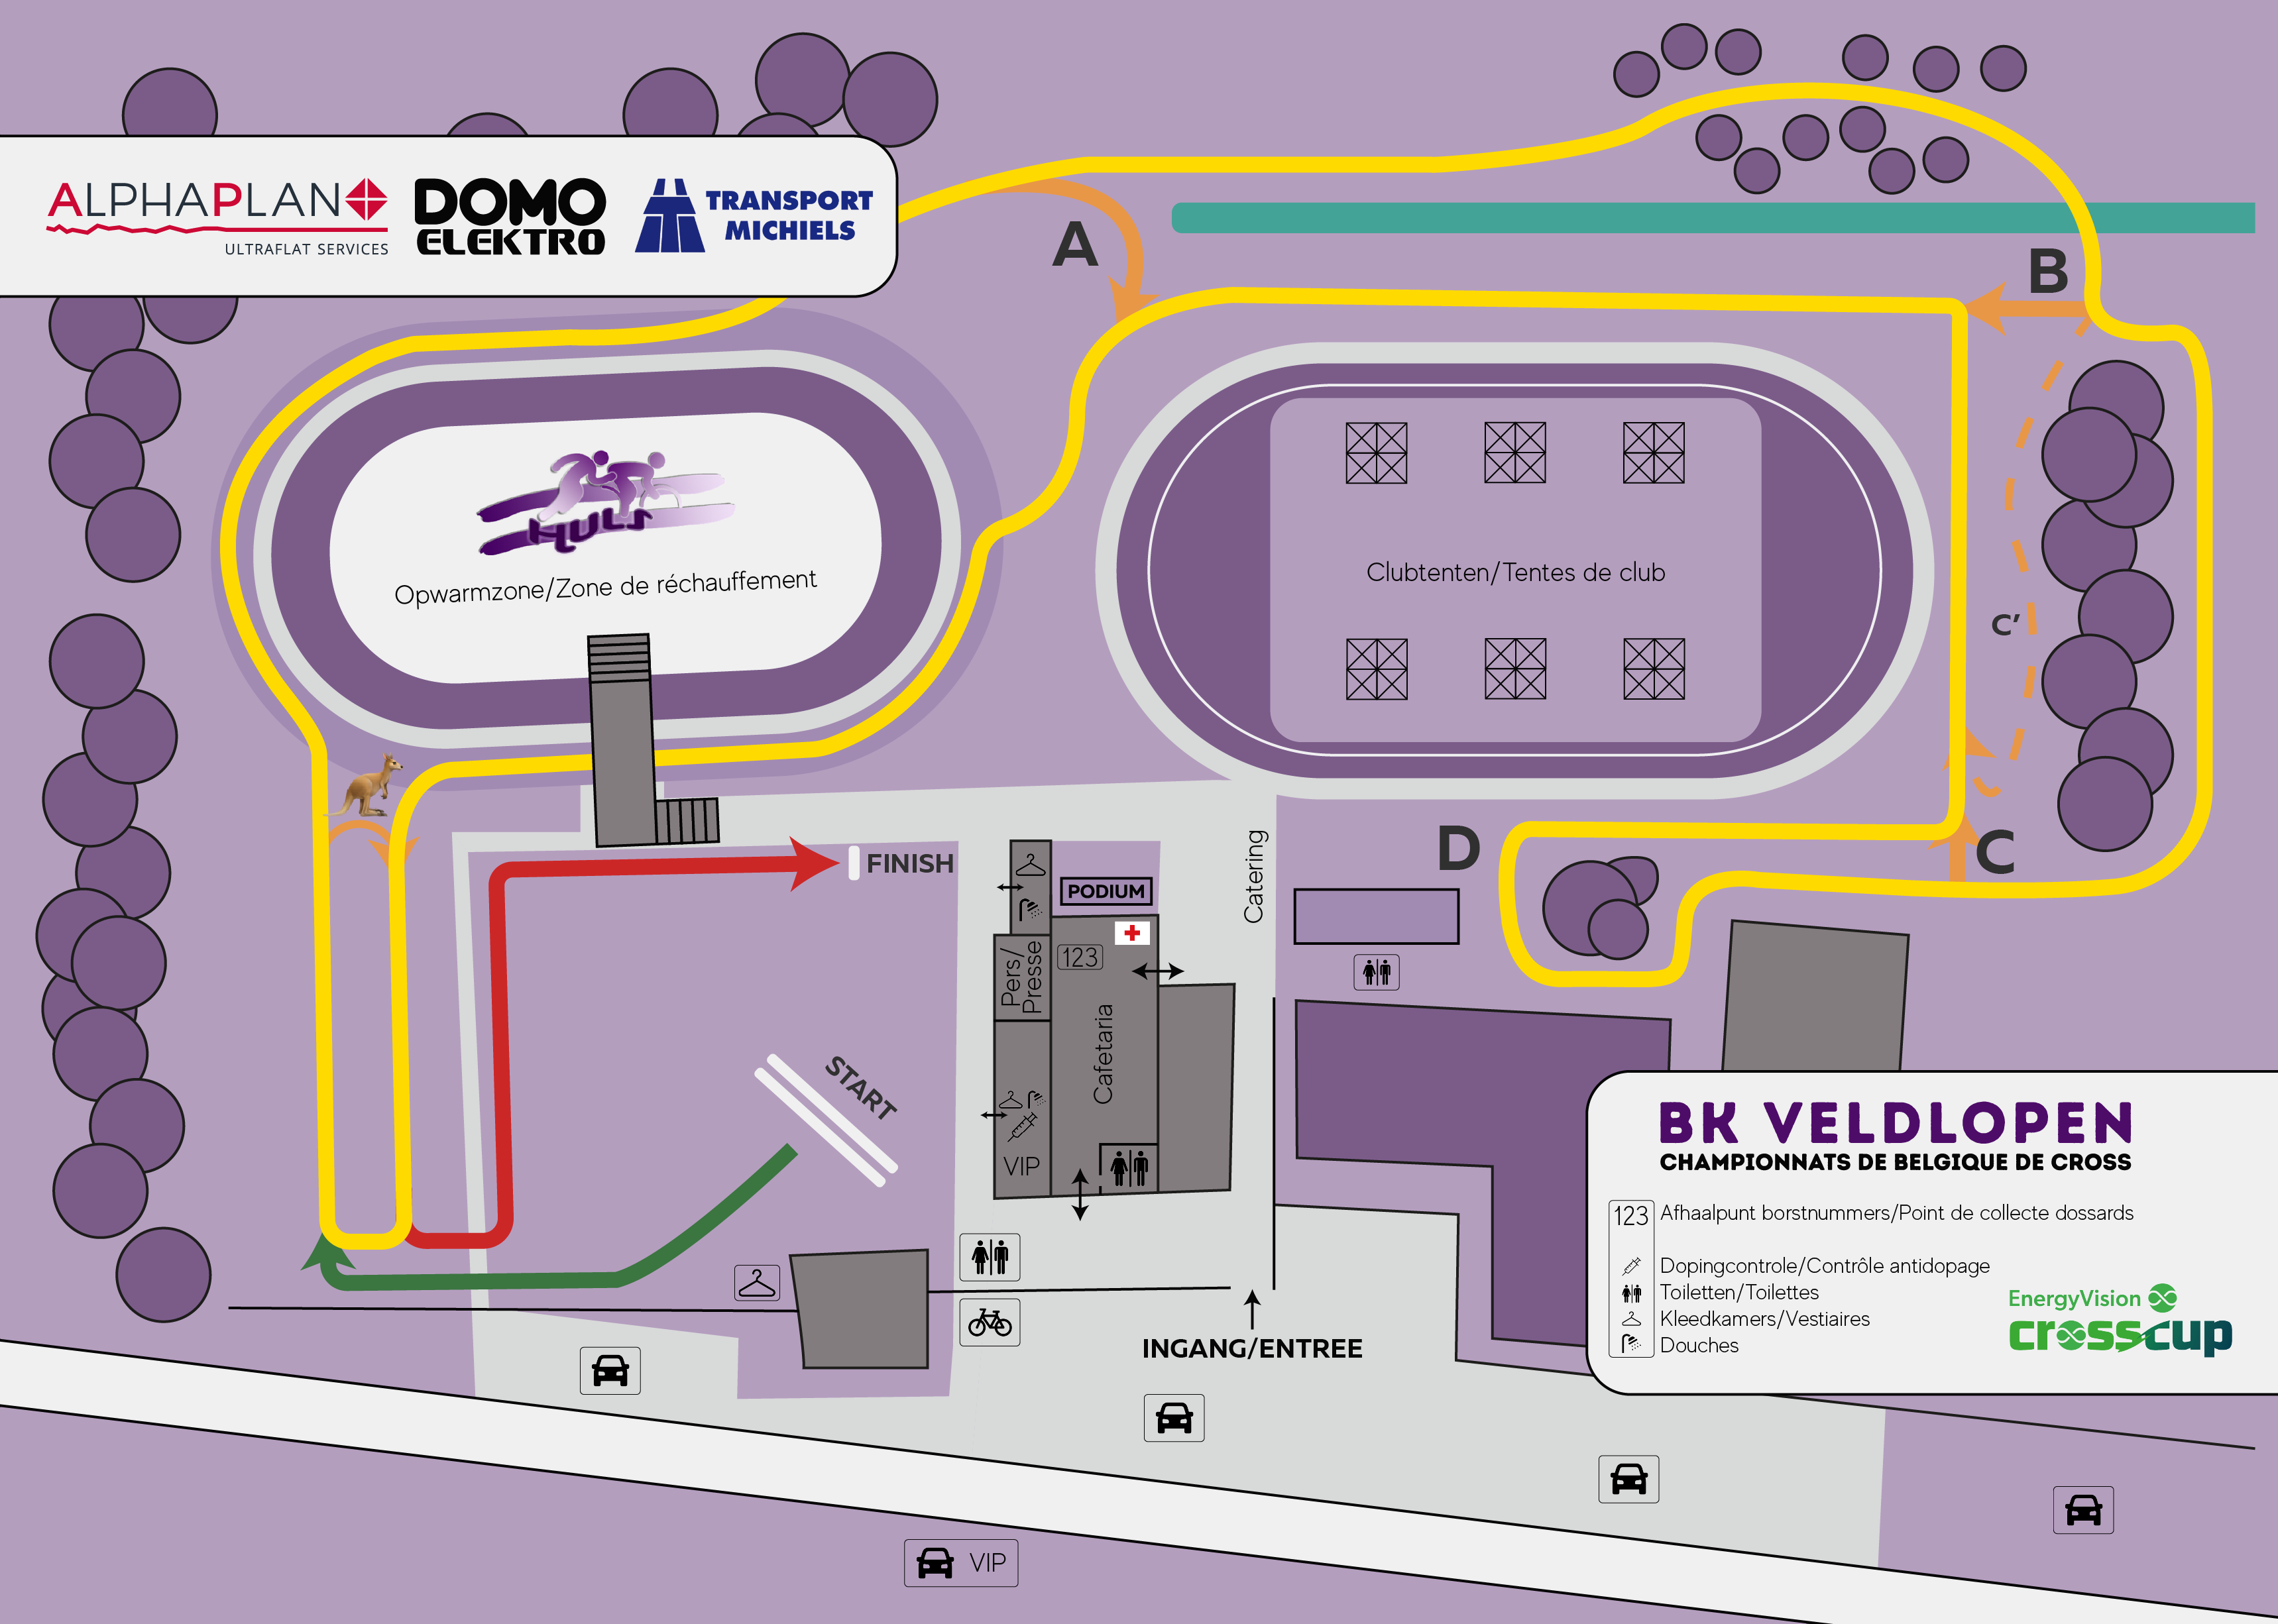 ALPHAPLAN
ULTRAFLAT SERVICES
DOMO
ELEKTRO
TRANSPORT
MICHIELS
A
B
HULS
Opwarmzone/Zone de réchauffement
Clubtenten/Tentes de club
C'
D
C
FINISH
PODIUM
Catering
Pers/
Presse
123
Cafetaria
START
VIP
INGANG/ENTREE
VIP
BK VELDLOPEN
CHAMPIONNATS DE BELGIQUE DE CROSS
123 Afhaalpunt borstnummers/Point de collecte dossards
Dopingcontrole/Contrôle antidopage
Toiletten/Toilettes
Kleedkamers/Vestiaires
Douches
EnergyVision
crosscup